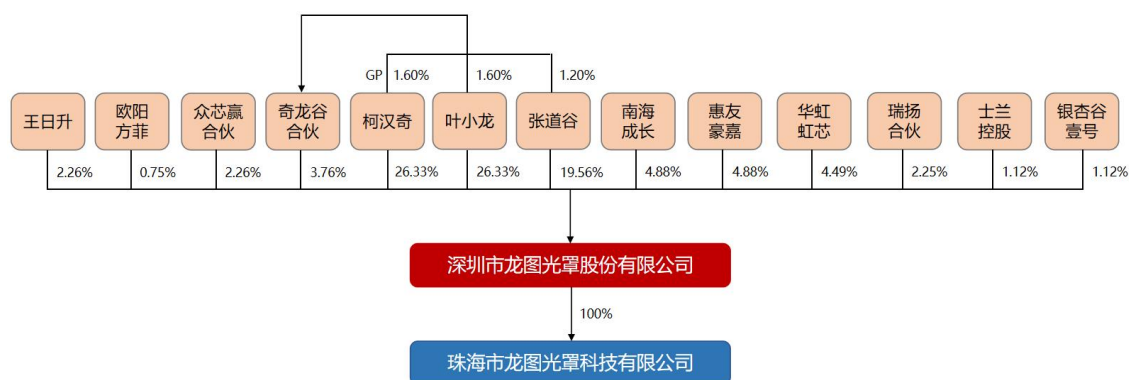 GP 1.60% 1.60% 1.20%
王日升
欧阳
方菲
众芯赢
合伙
奇龙谷
合伙
柯汉奇
叶小龙
张道谷
南海
成长
惠友
豪嘉
华虹
虹芯
瑞扬
合伙
士兰
控股
银杏谷
壹号
2.26% 0.75% 2.26% 3.76% 26.33% 26.33% 19.56% 4.88% 4.88% 4.49% 2.25% 1.12% 1.12%
深圳市龙图光罩股份有限公司
100%
珠海市龙图光罩科技有限公司